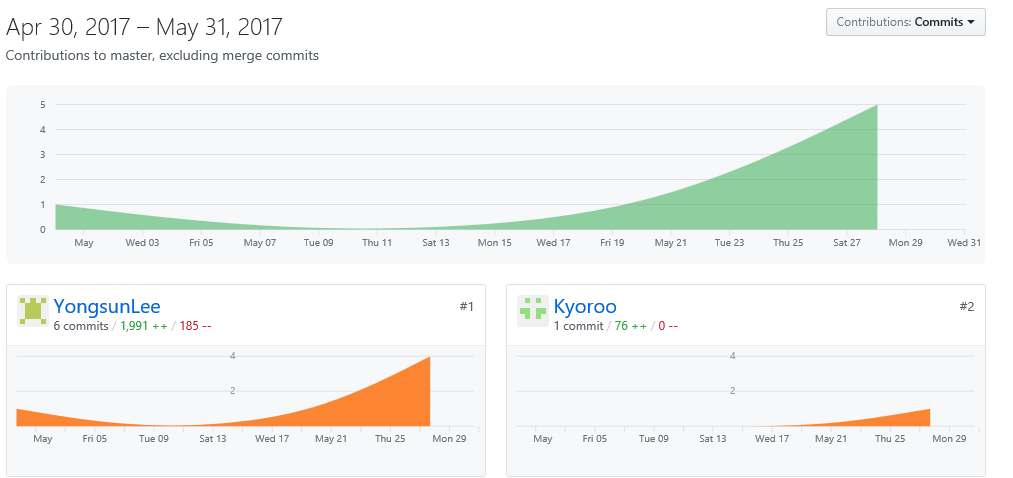 Apr 30, 2017 – May 31, 2017
Contributions: Commits
Contributions to master, excluding merge commits
5
4
3
2
1
0
May Wed 03 Fri 05 May 07 Tue 09 Thu 11 Sat 13 Mon 15 Wed 17 Fri 19 May 21 Tue 23 Thu 25 Sat 27 Mon 29 Wed 31
YongsunLee #1
6 commits / 1,991 ++ / 185 --
4
2
May Fri 05 Tue 09 Sat 13 Wed 17 May 21 Thu 25 Mon 29
Kyoroo #2
1 commit / 76 ++ / 0 --
4
2
May Fri 05 Tue 09 Sat 13 Wed 17 May 21 Thu 25 Mon 29